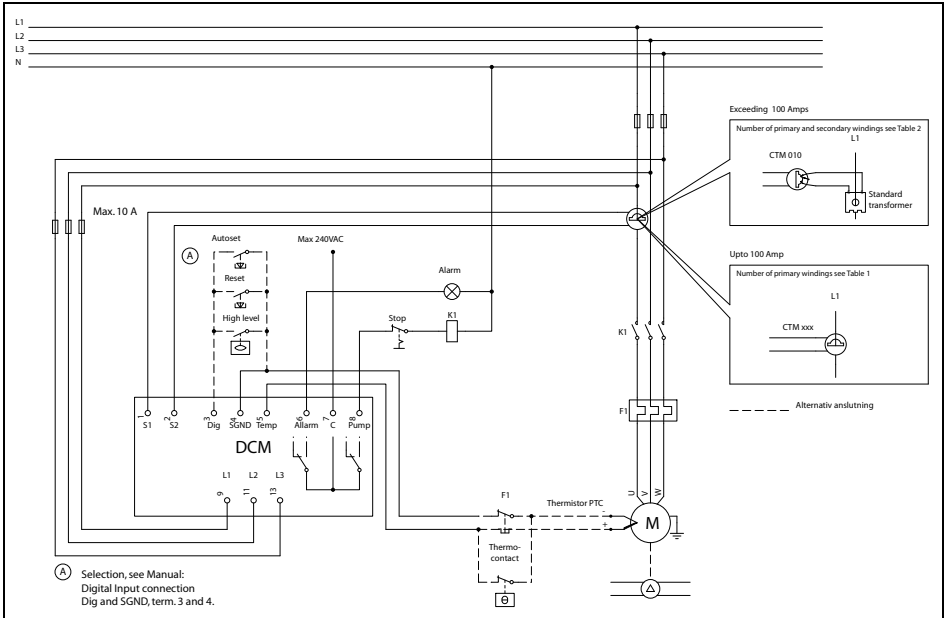 L1
L2
L3
N
Exceeding 100 Amps
Number of primary and secondary windings see Table 2
L1
CTM 010
Standard
transformer
Max. 10 A
Autoset
Max 240VAC
A
Reset
Alarm
High level
Stop
K1
K1
Upto 100 Amp
Number of primary windings see Table 1
L1
CTM xxx
F1
Alternativ anslutning
1
2
3
4
5
6
7
8
S1
S2
Dig
SGND
Temp
Allarm
C
Pump
DCM
L1
L2
L3
9
11
13
U
V
W
F1
Thermistor PTC
-
+
M
Thermo-
contact
θ
A
Selection, see Manual:
Digital Input connection
Dig and SGND, term. 3 and 4.